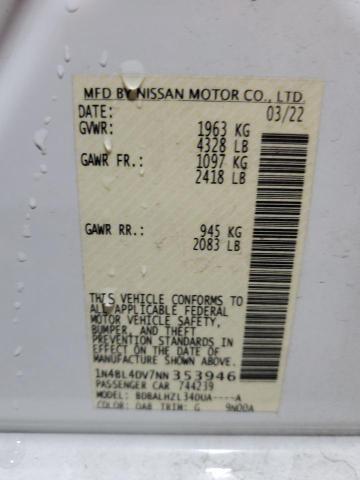 MFD BY NISSAN MOTOR CO., LTD.
DATE: 03/22
GVWR: 1963 KG
4328 LB
GAWR FR.: 1097 KG
2418 LB
GAWR RR.: 945 KG
2083 LB
THIS VEHICLE CONFORMS TO
ALL APPLICABLE FEDERAL
MOTOR VEHICLE SAFETY,
BUMPER, AND THEFT
PREVENTION STANDARDS IN
EFFECT ON THE DATE OF
MANUFACTURE SHOWN ABOVE.
1N4BL4DV7NN353946
PASSENGER CAR 744239
MODEL: BDBALHZL34DUA----A
COLOR: QAB TRIM: G 9N00A